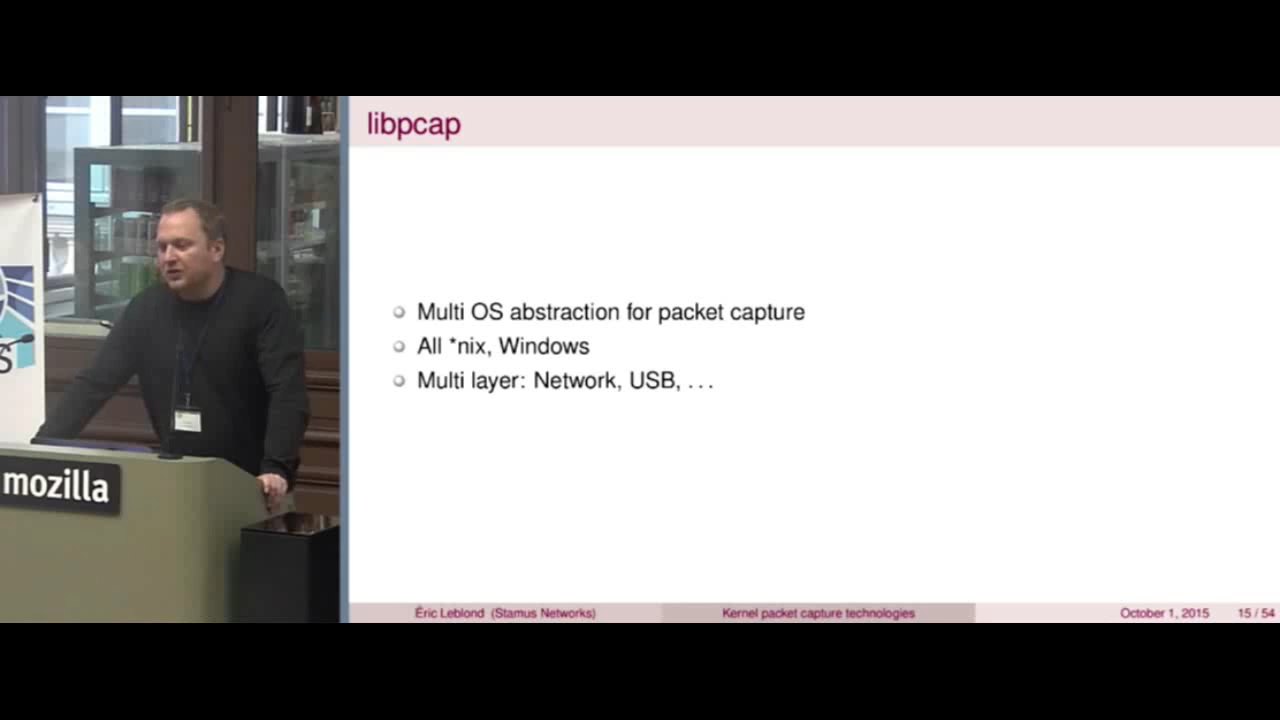 libpcap
Multi OS abstraction for packet capture
All *nix, Windows
Multi layer: Network, USB, ...
mozilla
S
Éric Leblond (Stamus Networks)
Kernel packet capture technologies
October 1, 2015
15 / 54